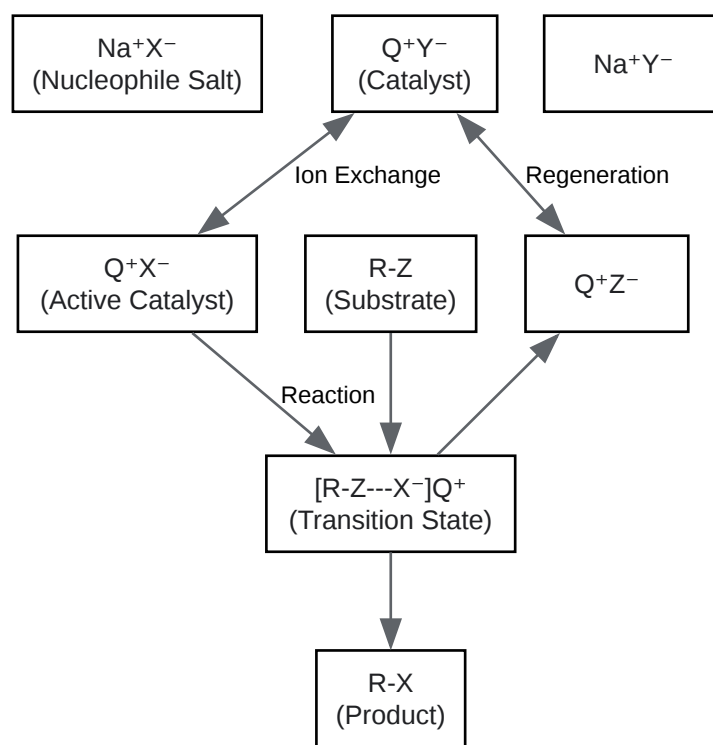 Na⁺X⁻
(Nucleophile Salt)
Q⁺Y⁻
(Catalyst)
Na⁺Y⁻
Ion Exchange
Regeneration
Q⁺X⁻
(Active Catalyst)
R-Z
(Substrate)
Q⁺Z⁻
Reaction
[R-Z---X⁻]Q⁺
(Transition State)
R-X
(Product)